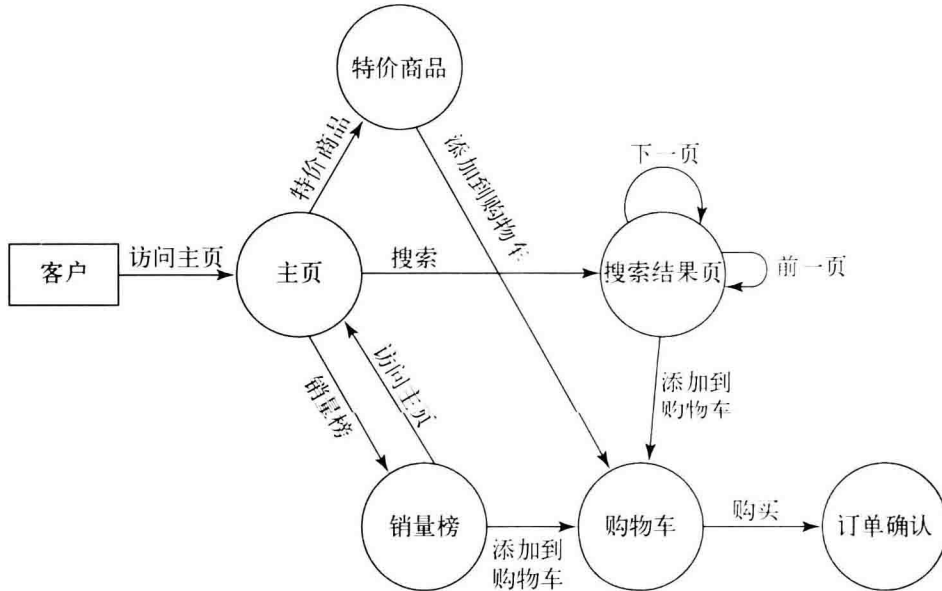 特价商品
特价商品
添加到购物车
下一页
客户
访问主页
主页
搜索
搜索结果页
前一页
销量榜
访问主页
添加到
购物车
销量榜
添加到
购物车
购物车
购买
订单确认